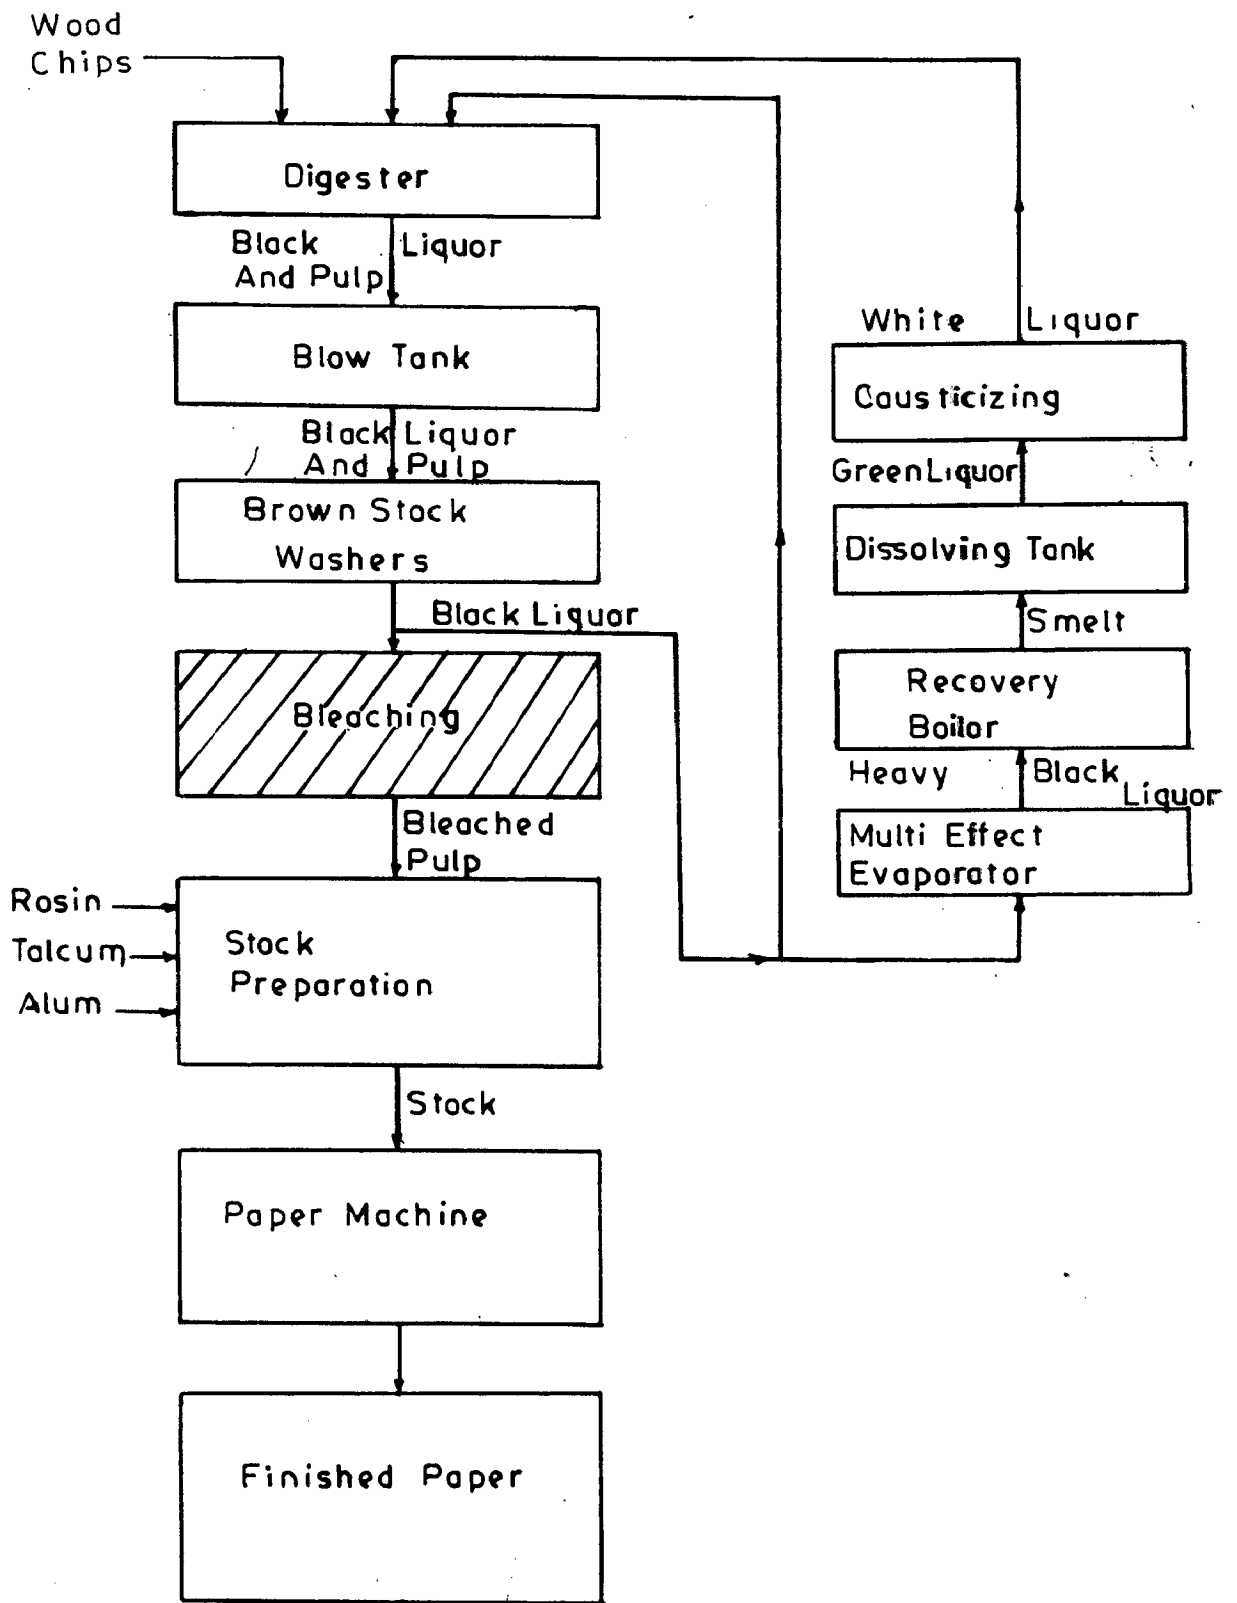 Wood
Chips
Digester
Black Liquor
And Pulp
Blow Tank
Black Liquor
And Pulp
Brown Stock
Washers
Black Liquor
Bleaching
Bleached
Pulp
Rosin
Talcum
Alum
Stock
Preparation
Stock
Paper Machine
Finished Paper
White Liquor
Causticizing
Green Liquor
Dissolving Tank
Smelt
Recovery
Boilor
Heavy Black
Liquor
Multi Effect
Evaporator